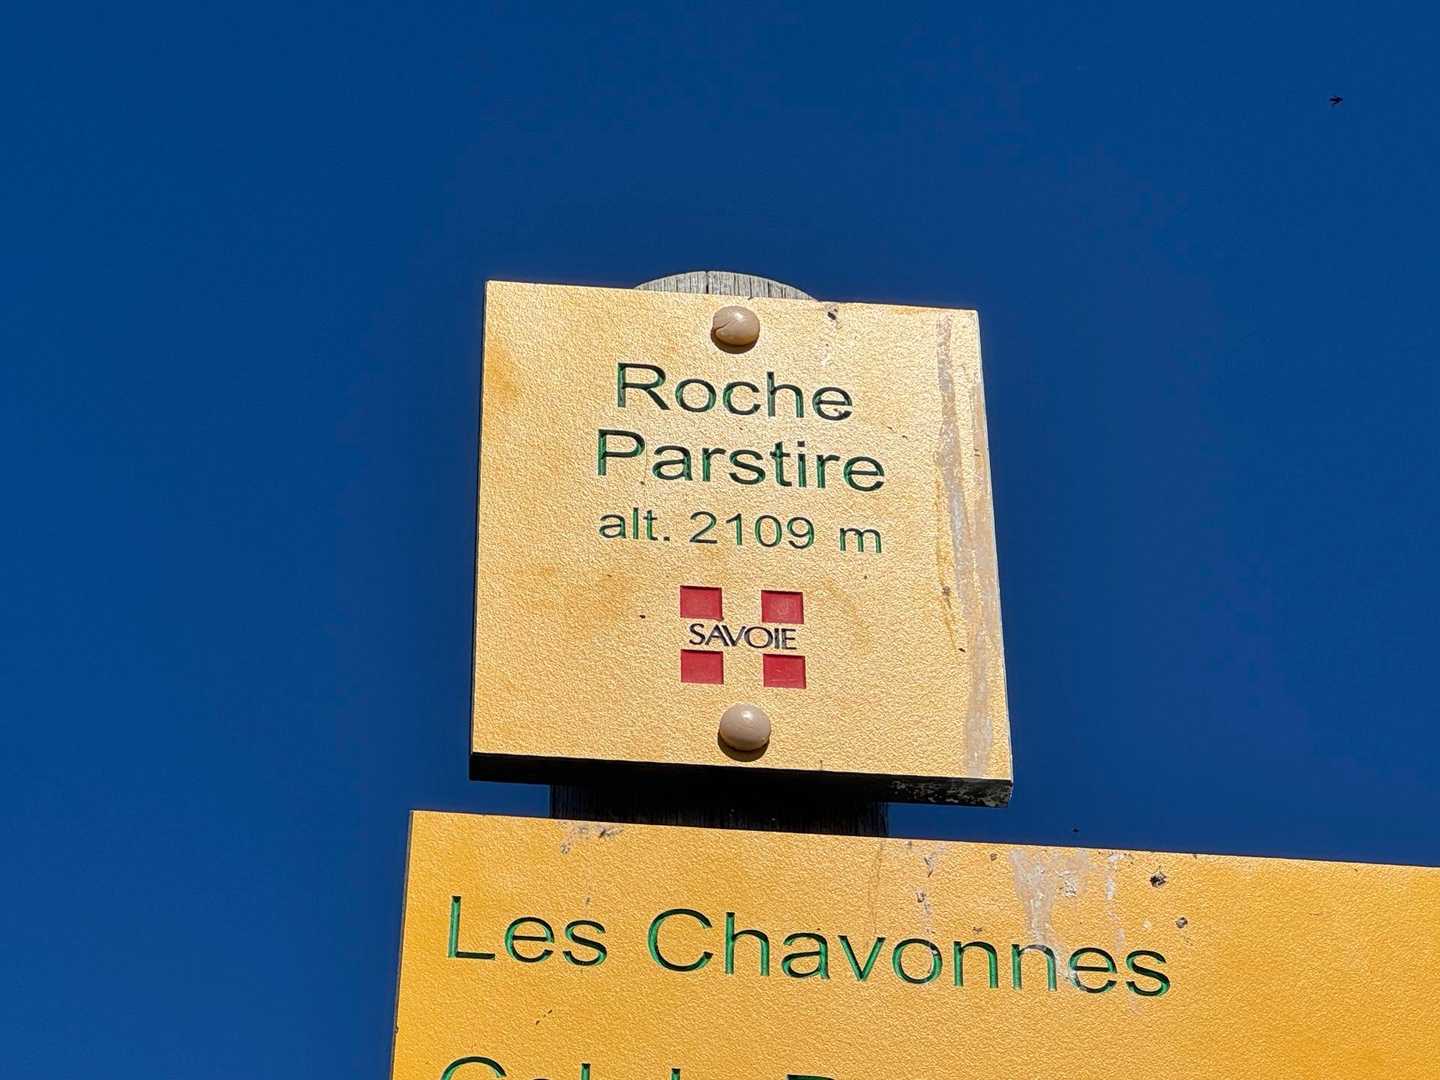 Roche
Parstire
alt. 2109 m
SAVOIE
Les Chavonnes